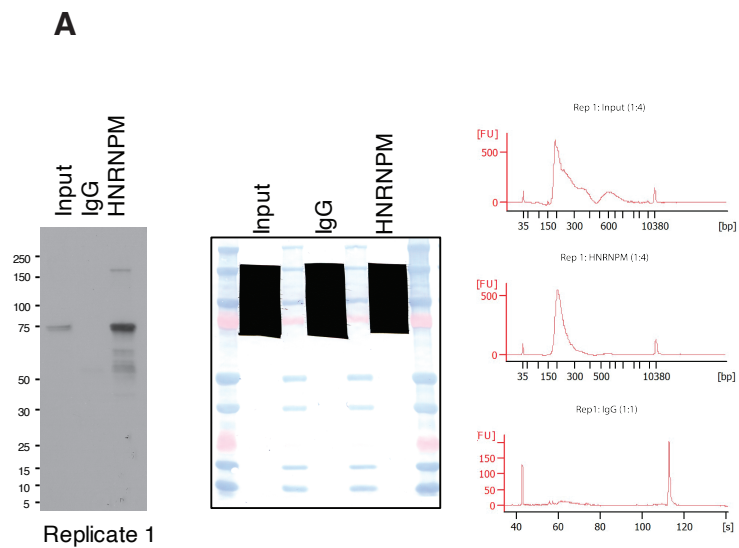 A
Input
IgG
HNRNPM
250
150
100
75
50
30
25
15
10
5
Replicate 1
Input
IgG
HNRNPM
Rep 1: Input (1:4)
[FU]
500
0
35 150 300 600 10380 [bp]
Rep 1: HNRNPM (1:4)
[FU]
500
0
35 150 300 500 10380 [bp]
Rep1: IgG (1:1)
[FU]
150
100
50
0
40 60 80 100 120 [s]